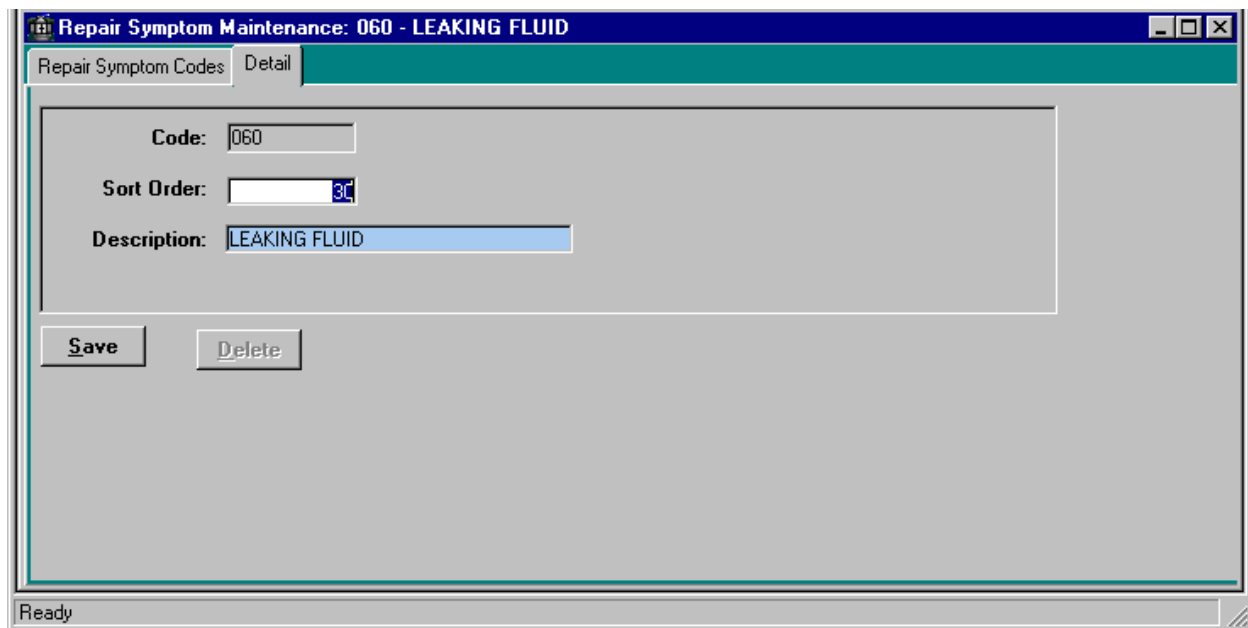 Repair Symptom Maintenance: 060 - LEAKING FLUID
Repair Symptom Codes Detail
Code: 060
Sort Order: 30
Description: LEAKING FLUID
Save Delete
Ready